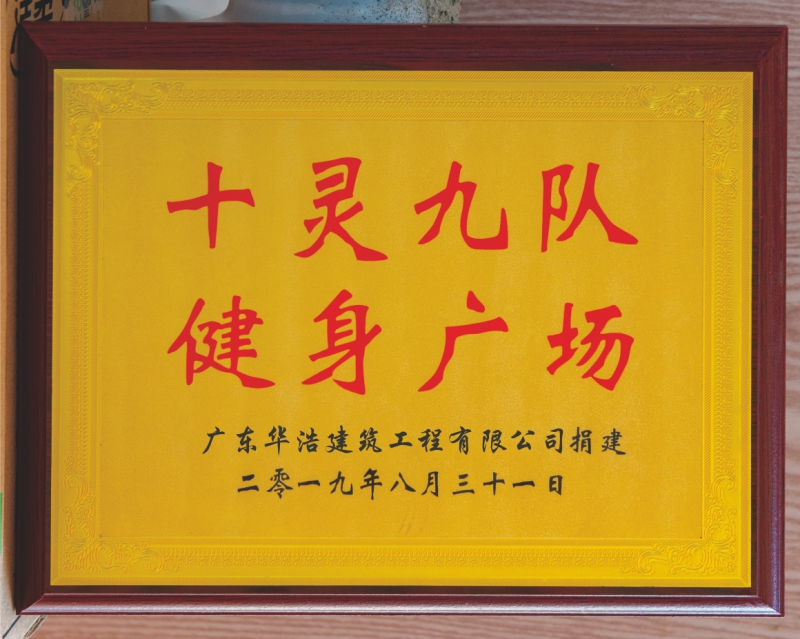 十灵九队
健身广场
广东华浩建筑工程有限公司捐建
二零一九年八月三十一日